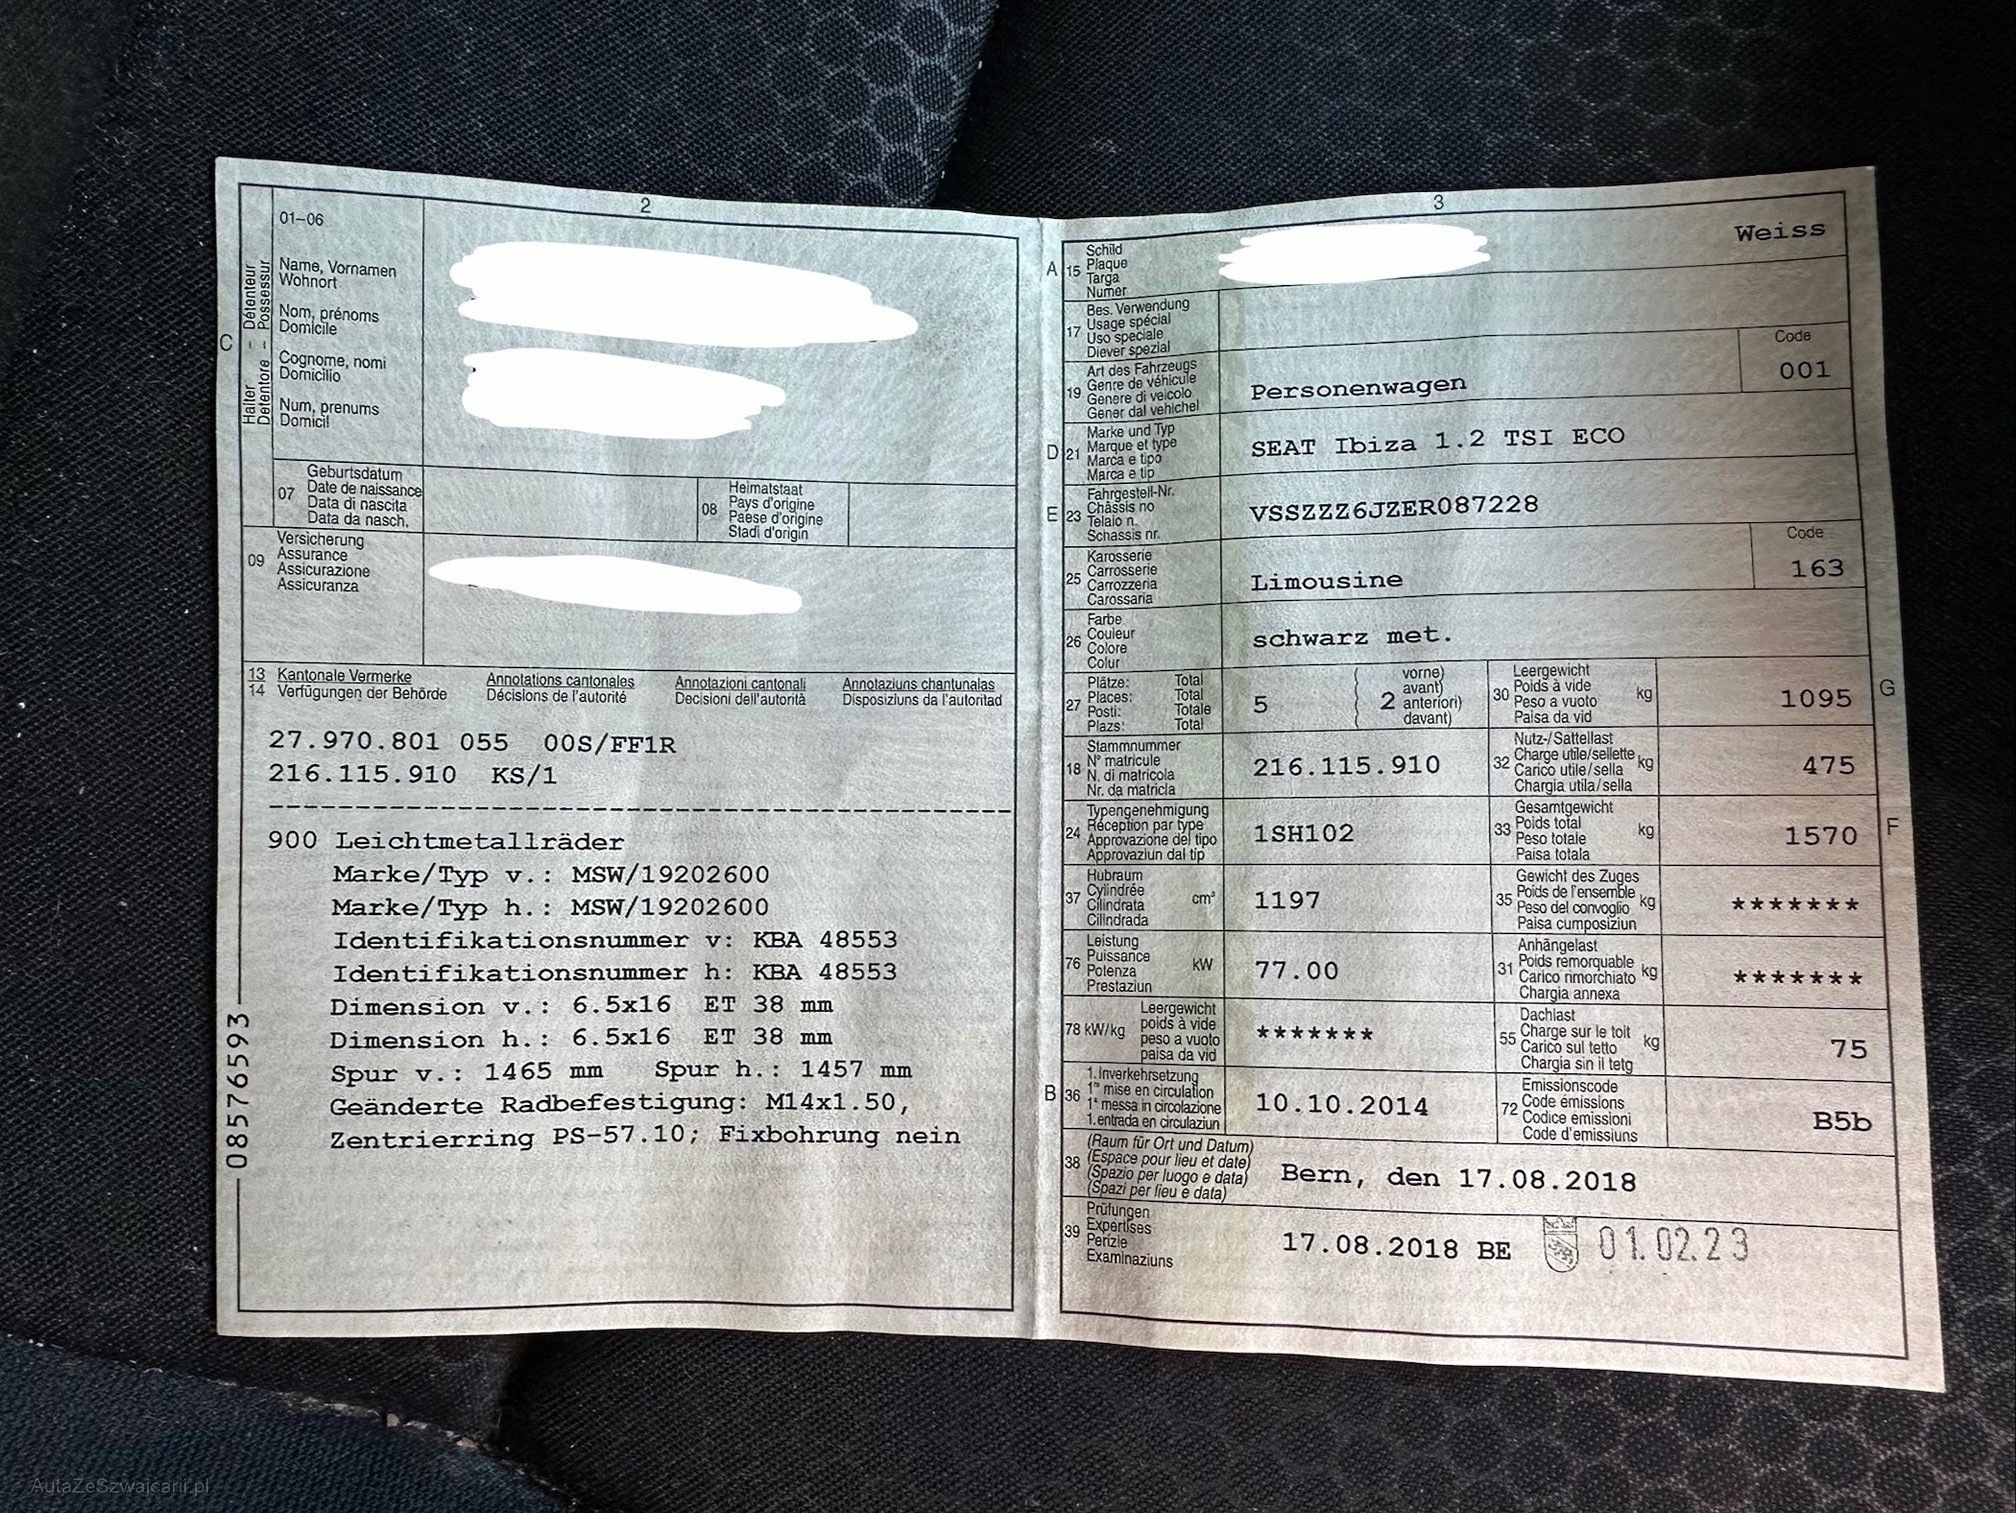 2
01–06
Name, Vornamen
Wohnort
Nom, prénoms
Domicile
Cognome, nomi
Domicilio
Num, prenums
Domicil
C
Halter – Détenteur
Detentore – Possessur
07
Geburtsdatum
Date de naissance
Data di nascita
Data da nasch.
08
Heimatstaat
Pays d'origine
Paese d'origine
Stadi d'origin
09
Versicherung
Assurance
Assicurazione
Assicuranza
13 Kantonale Vermerke Annotations cantonales Annotazioni cantonali Annotaziuns chantunalas
14 Verfügungen der Behörde Décisions de l'autorité Decisioni dell'autorità Disposiziuns da l'autoritad
27.970.801 055 00S/FF1R
216.115.910 KS/1
900 Leichtmetallräder
Marke/Typ v.: MSW/19202600
Marke/Typ h.: MSW/19202600
Identifikationsnummer v: KBA 48553
Identifikationsnummer h: KBA 48553
Dimension v.: 6.5x16 ET 38 mm
Dimension h.: 6.5x16 ET 38 mm
Spur v.: 1465 mm Spur h.: 1457 mm
Geänderte Radbefestigung: M14x1.50,
Zentrierring PS-57.10; Fixbohrung nein
08576593
3
A 15
Schild
Plaque
Targa
Numer
Weiss
17
Bes. Verwendung
Usage spécial
Uso speciale
Diever spezial
19
Art des Fahrzeugs
Genre de véhicule
Genere di veicolo
Gener dal vehichel
Personenwagen
Code
001
D 21
Marke und Typ
Marque et type
Marca e tipo
Marca e tip
SEAT Ibiza 1.2 TSI ECO
E 23
Fahrgestell-Nr.
Châssis no
Telaio n.
Schassis nr.
VSSZZZ6JZER087228
25
Karosserie
Carrosserie
Carrozzeria
Carossaria
Limousine
Code
163
26
Farbe
Couleur
Colore
Colur
schwarz met.
27
Plätze: Total
Places: Total
Posti: Totale
Plazs: Total
5
2
vorne)
avant)
anteriori)
davant)
30
Leergewicht
Poids à vide
Peso a vuoto
Paisa da vid
kg
1095
G
18
Stammnummer
N° matricule
N. di matricola
Nr. da matricla
216.115.910
32
Nutz-/Sattellast
Charge utile/sellette
Carico utile/sella
Chargia utila/sella
kg
475
24
Typengenehmigung
Réception par type
Approvazione del tipo
Approvaziun dal tip
1SH102
33
Gesamtgewicht
Poids total
Peso totale
Paisa totala
kg
1570
F
37
Hubraum
Cylindrée
Cilindrata
Cilindrada
cm³
1197
35
Gewicht des Zuges
Poids de l'ensemble
Peso del convoglio
Paisa cumposiziun
kg
*******
76
Leistung
Puissance
Potenza
Prestaziun
kW
77.00
31
Anhängelast
Poids remorquable
Carico rimorchiato
Chargia annexa
kg
*******
78 kW/kg
Leergewicht
poids à vide
peso a vuoto
paisa da vid
*******
55
Dachlast
Charge sur le toit
Carico sul tetto
Chargia sin il tetg
kg
75
B 36
1. Inverkehrsetzung
1re mise en circulation
1a messa in circolazione
1. entrada en circulaziun
10.10.2014
72
Emissionscode
Code émissions
Codice emissioni
Code d'emissiuns
B5b
38
(Raum für Ort und Datum)
(Espace pour lieu et date)
(Spazio per luogo e data)
(Spazi per lieu e data)
Bern, den 17.08.2018
39
Prüfungen
Expertises
Perizie
Examinaziuns
17.08.2018 BE
01.02.23
AutaZeSzwajcarii.pl